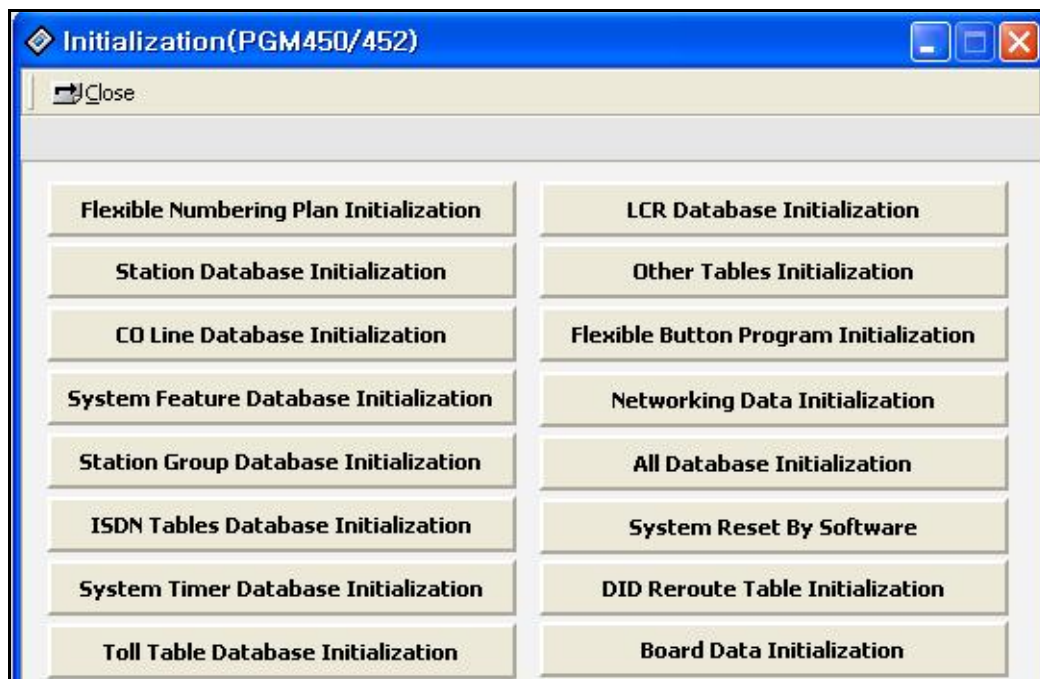 Initialization(PGM450/452)
Close
Flexible Numbering Plan Initialization
LCR Database Initialization
Station Database Initialization
Other Tables Initialization
CO Line Database Initialization
Flexible Button Program Initialization
System Feature Database Initialization
Networking Data Initialization
Station Group Database Initialization
All Database Initialization
ISDN Tables Database Initialization
System Reset By Software
System Timer Database Initialization
DID Reroute Table Initialization
Toll Table Database Initialization
Board Data Initialization